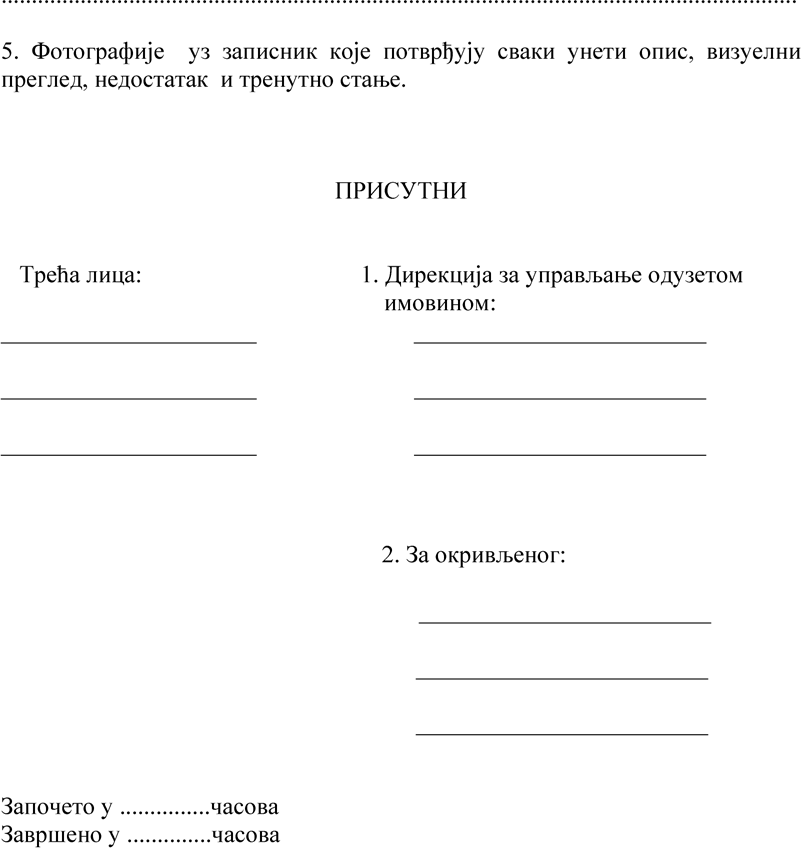 ..........................................................................................................................................
5. Фотографије уз записник које потврђују сваки унети опис, визуелни
преглед, недостатак и тренутно стање.
ПРИСУТНИ
Трећа лица:
1. Дирекција за управљање одузетом
имовином:
2. За окривљеног:
Започето у ...............часова
Завршено у ..............часова